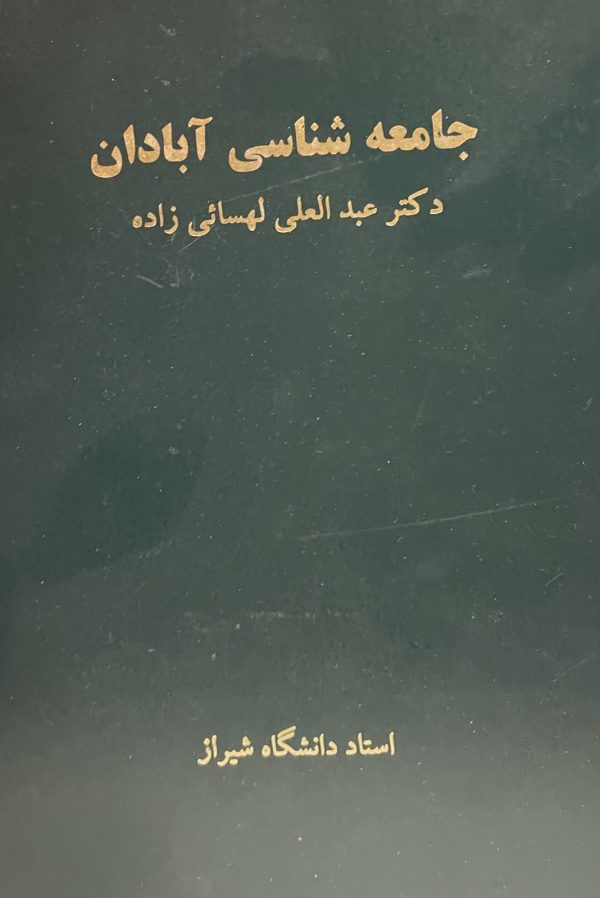 جامعه شناسی آبادان
دکتر عبد العلی لهسائی زاده
استاد دانشگاه شیراز